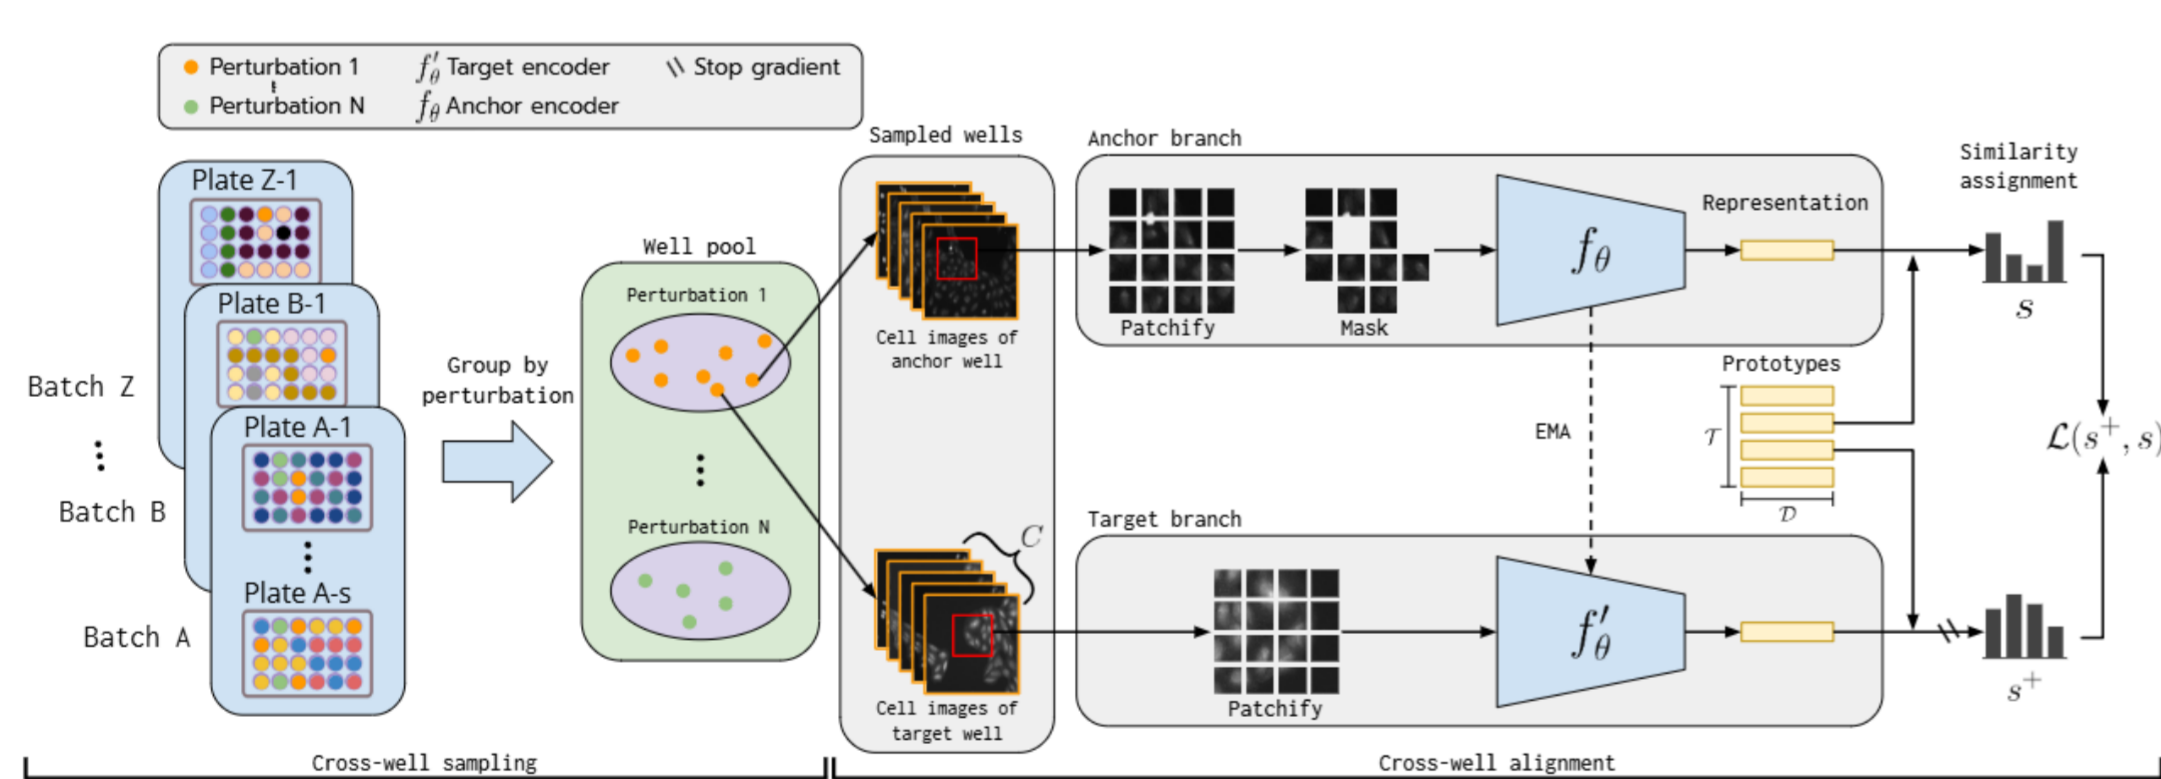 Perturbation 1
f′θ Target encoder
\\ Stop gradient
Perturbation N
fθ Anchor encoder
Plate Z-1
Plate B-1
Plate A-1
Plate A-s
Batch Z
⋮
Batch B
Batch A
⋮
Group by
perturbation
Well pool
Perturbation 1
⋮
Perturbation N
Sampled wells
Cell images of
anchor well
C
Cell images of
target well
Anchor branch
Patchify
Mask
fθ
Representation
Similarity
assignment
s
Prototypes
𝒯
𝒟
EMA
ℒ(s⁺, s)
Target branch
Patchify
f′θ
\\
s⁺
Cross-well sampling
Cross-well alignment